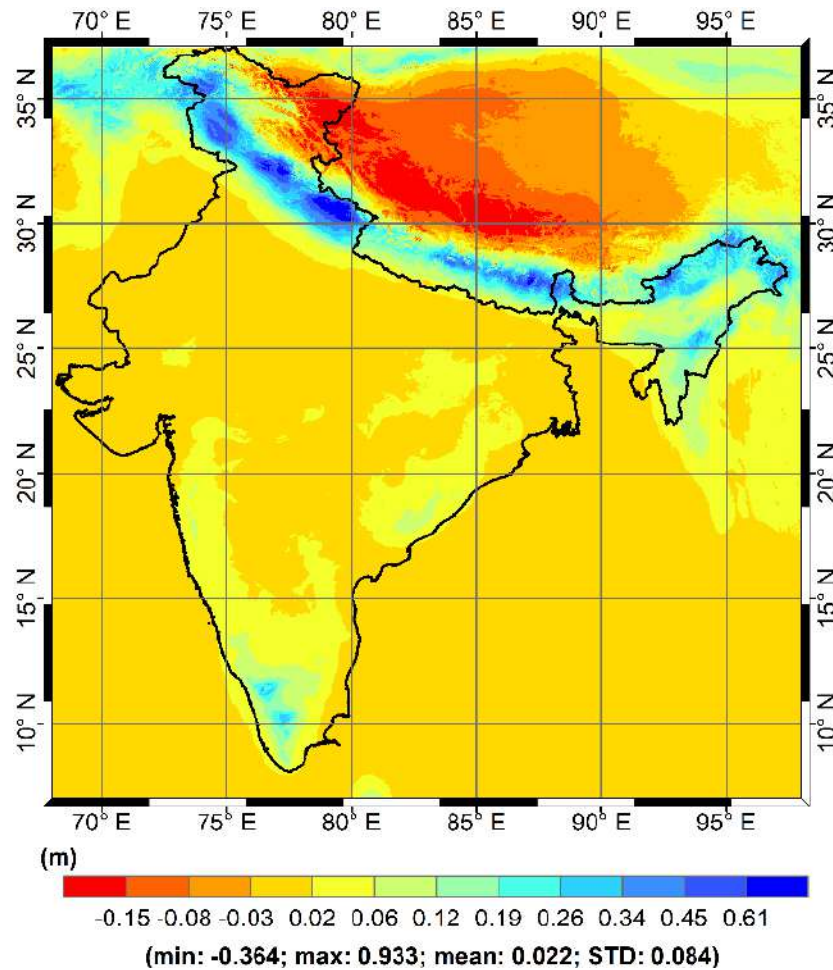 70° E 75° E 80° E 85° E 90° E 95° E
35° N 35° N
30° N 30° N
25° N 25° N
20° N 20° N
15° N 15° N
10° N 10° N
70° E 75° E 80° E 85° E 90° E 95° E
(m)
-0.15 -0.08 -0.03 0.02 0.06 0.12 0.19 0.26 0.34 0.45 0.61
(min: -0.364; max: 0.933; mean: 0.022; STD: 0.084)